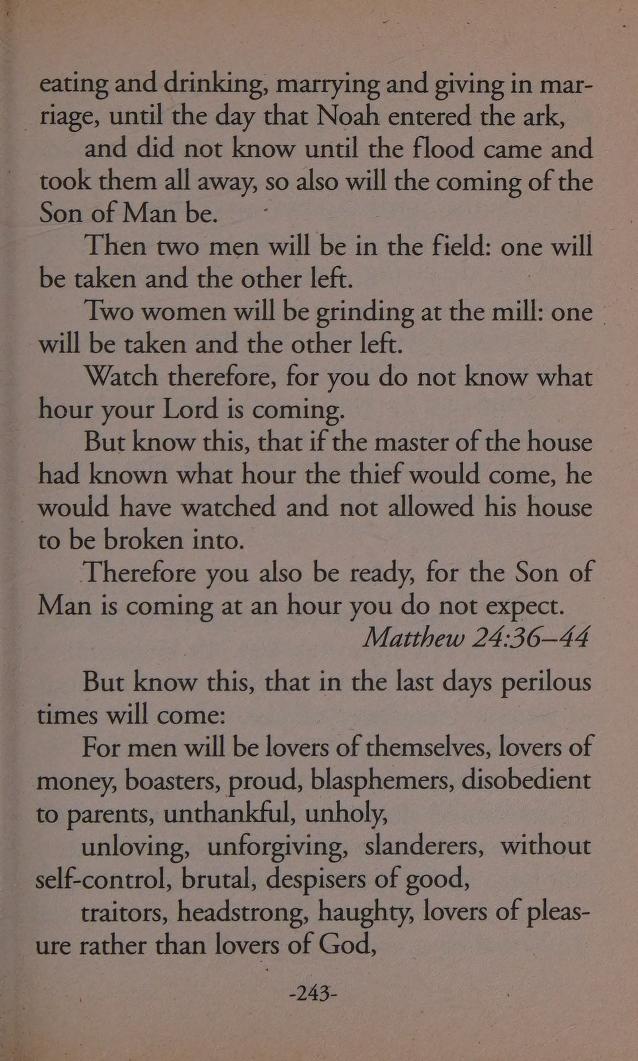 eating and drinking, marrying and giving in mar-
riage, until the day that Noah entered the ark,
and did not know until the flood came and
took them all away, so also will the coming of the
Son of Man be.
Then two men will be in the field: one will
be taken and the other left.
Two women will be grinding at the mill: one
will be taken and the other left.
Watch therefore, for you do not know what
hour your Lord is coming.
But know this, that if the master of the house
had known what hour the thief would come, he
would have watched and not allowed his house
to be broken into.
Therefore you also be ready, for the Son of
Man is coming at an hour you do not expect.
Matthew 24:36–44
But know this, that in the last days perilous
times will come:
For men will be lovers of themselves, lovers of
money, boasters, proud, blasphemers, disobedient
to parents, unthankful, unholy,
unloving, unforgiving, slanderers, without
self-control, brutal, despisers of good,
traitors, headstrong, haughty, lovers of pleas-
ure rather than lovers of God,
-243-